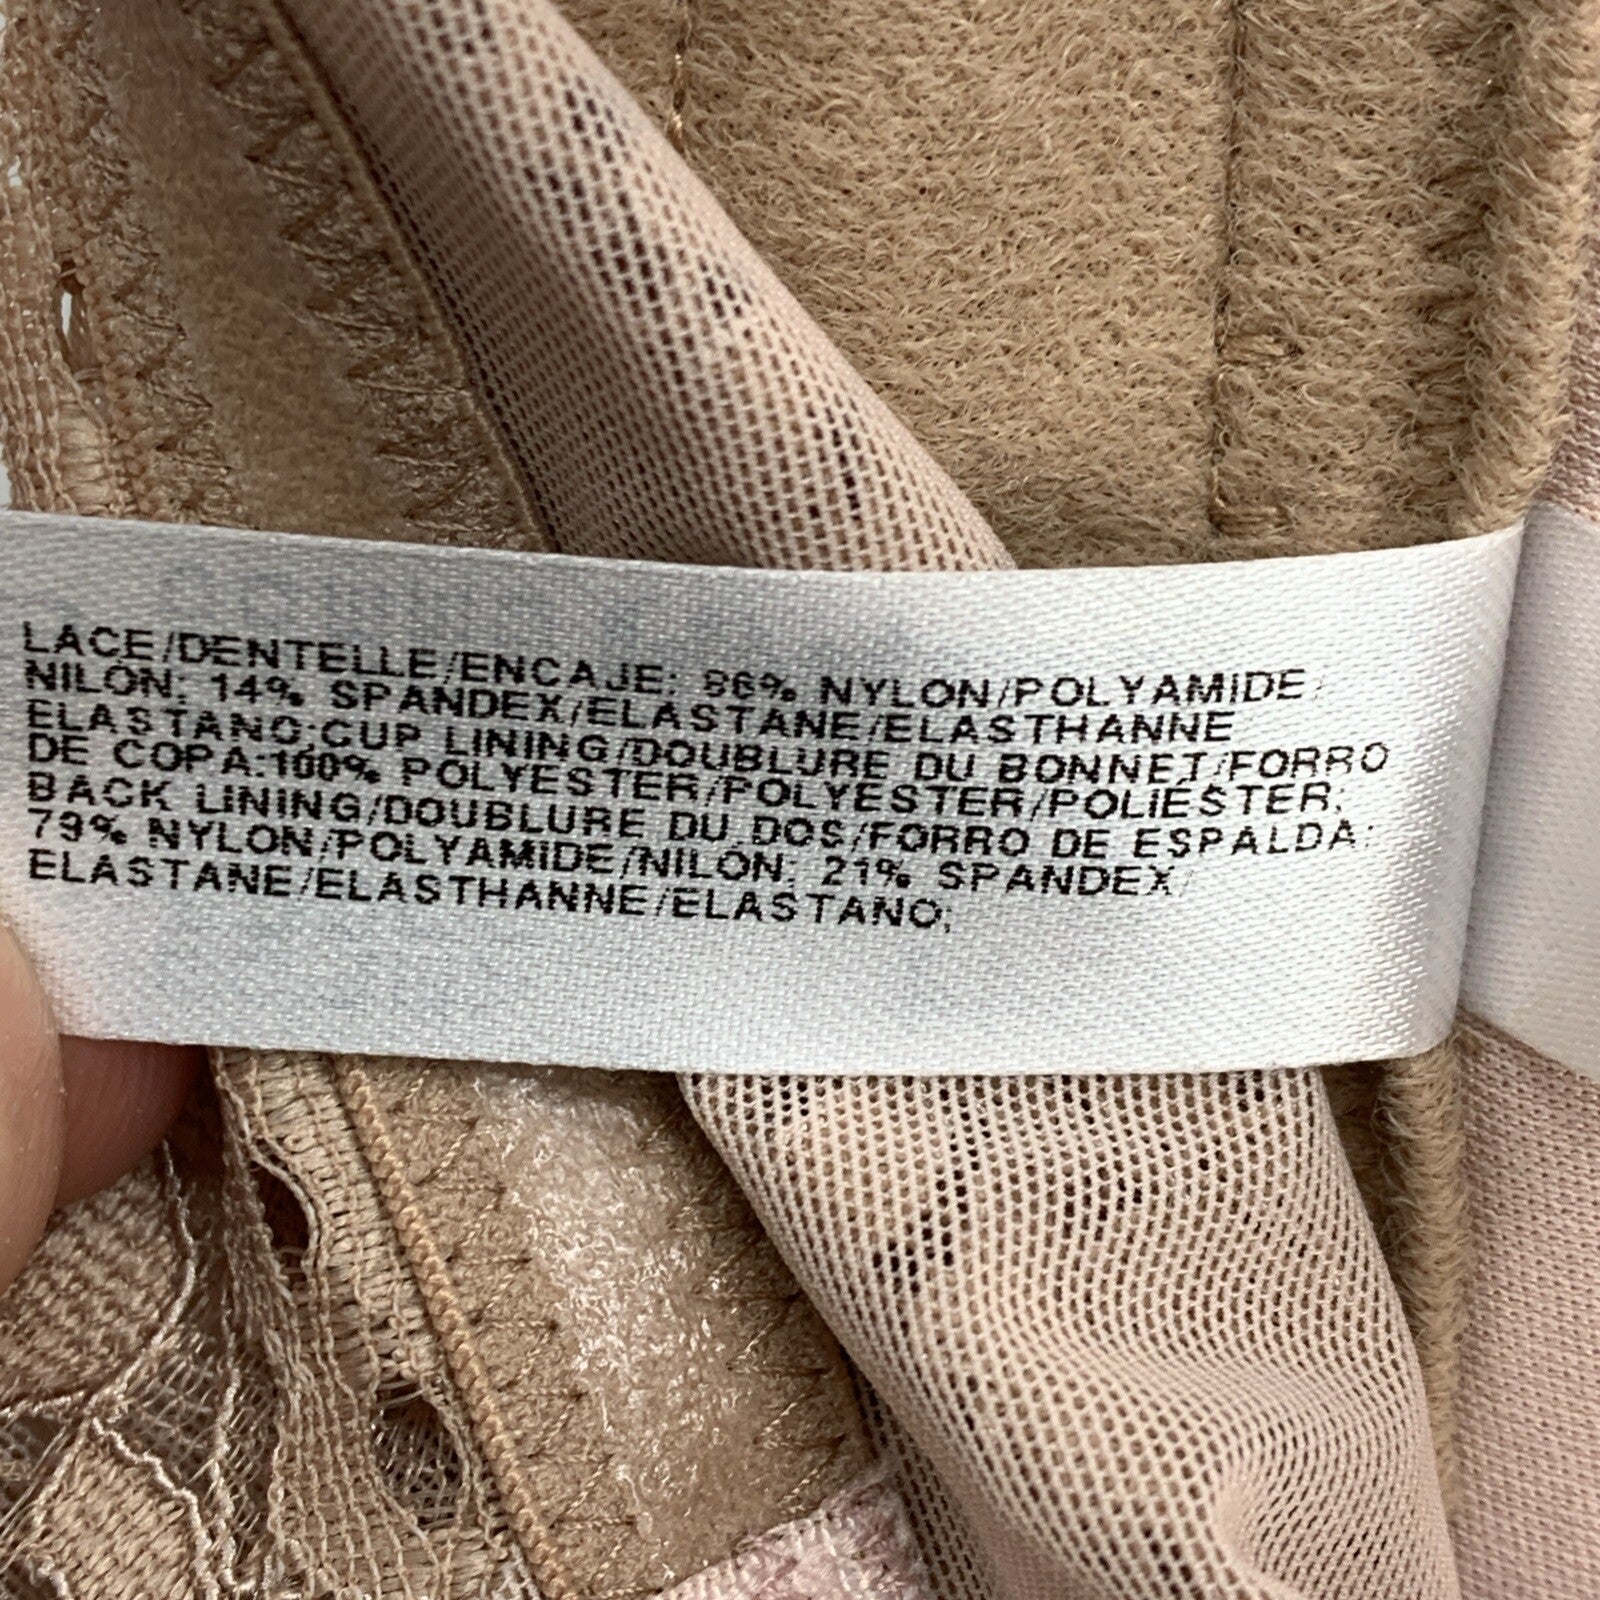 LACE/DENTELLE/ENCAJE: 86% NYLON/POLYAMIDE/
NILON: 14% SPANDEX/ELASTANE/ELASTHANNE
ELASTANO;CUP LINING/DOUBLURE DU BONNET/FORRO
DE COPA:100% POLYESTER/POLYESTER/POLIÉSTER;
BACK LINING/DOUBLURE DU DOS/FORRO DE ESPALDA:
79% NYLON/POLYAMIDE/NILÓN; 21% SPANDEX/
ELASTANE/ELASTHANNE/ELASTANO;